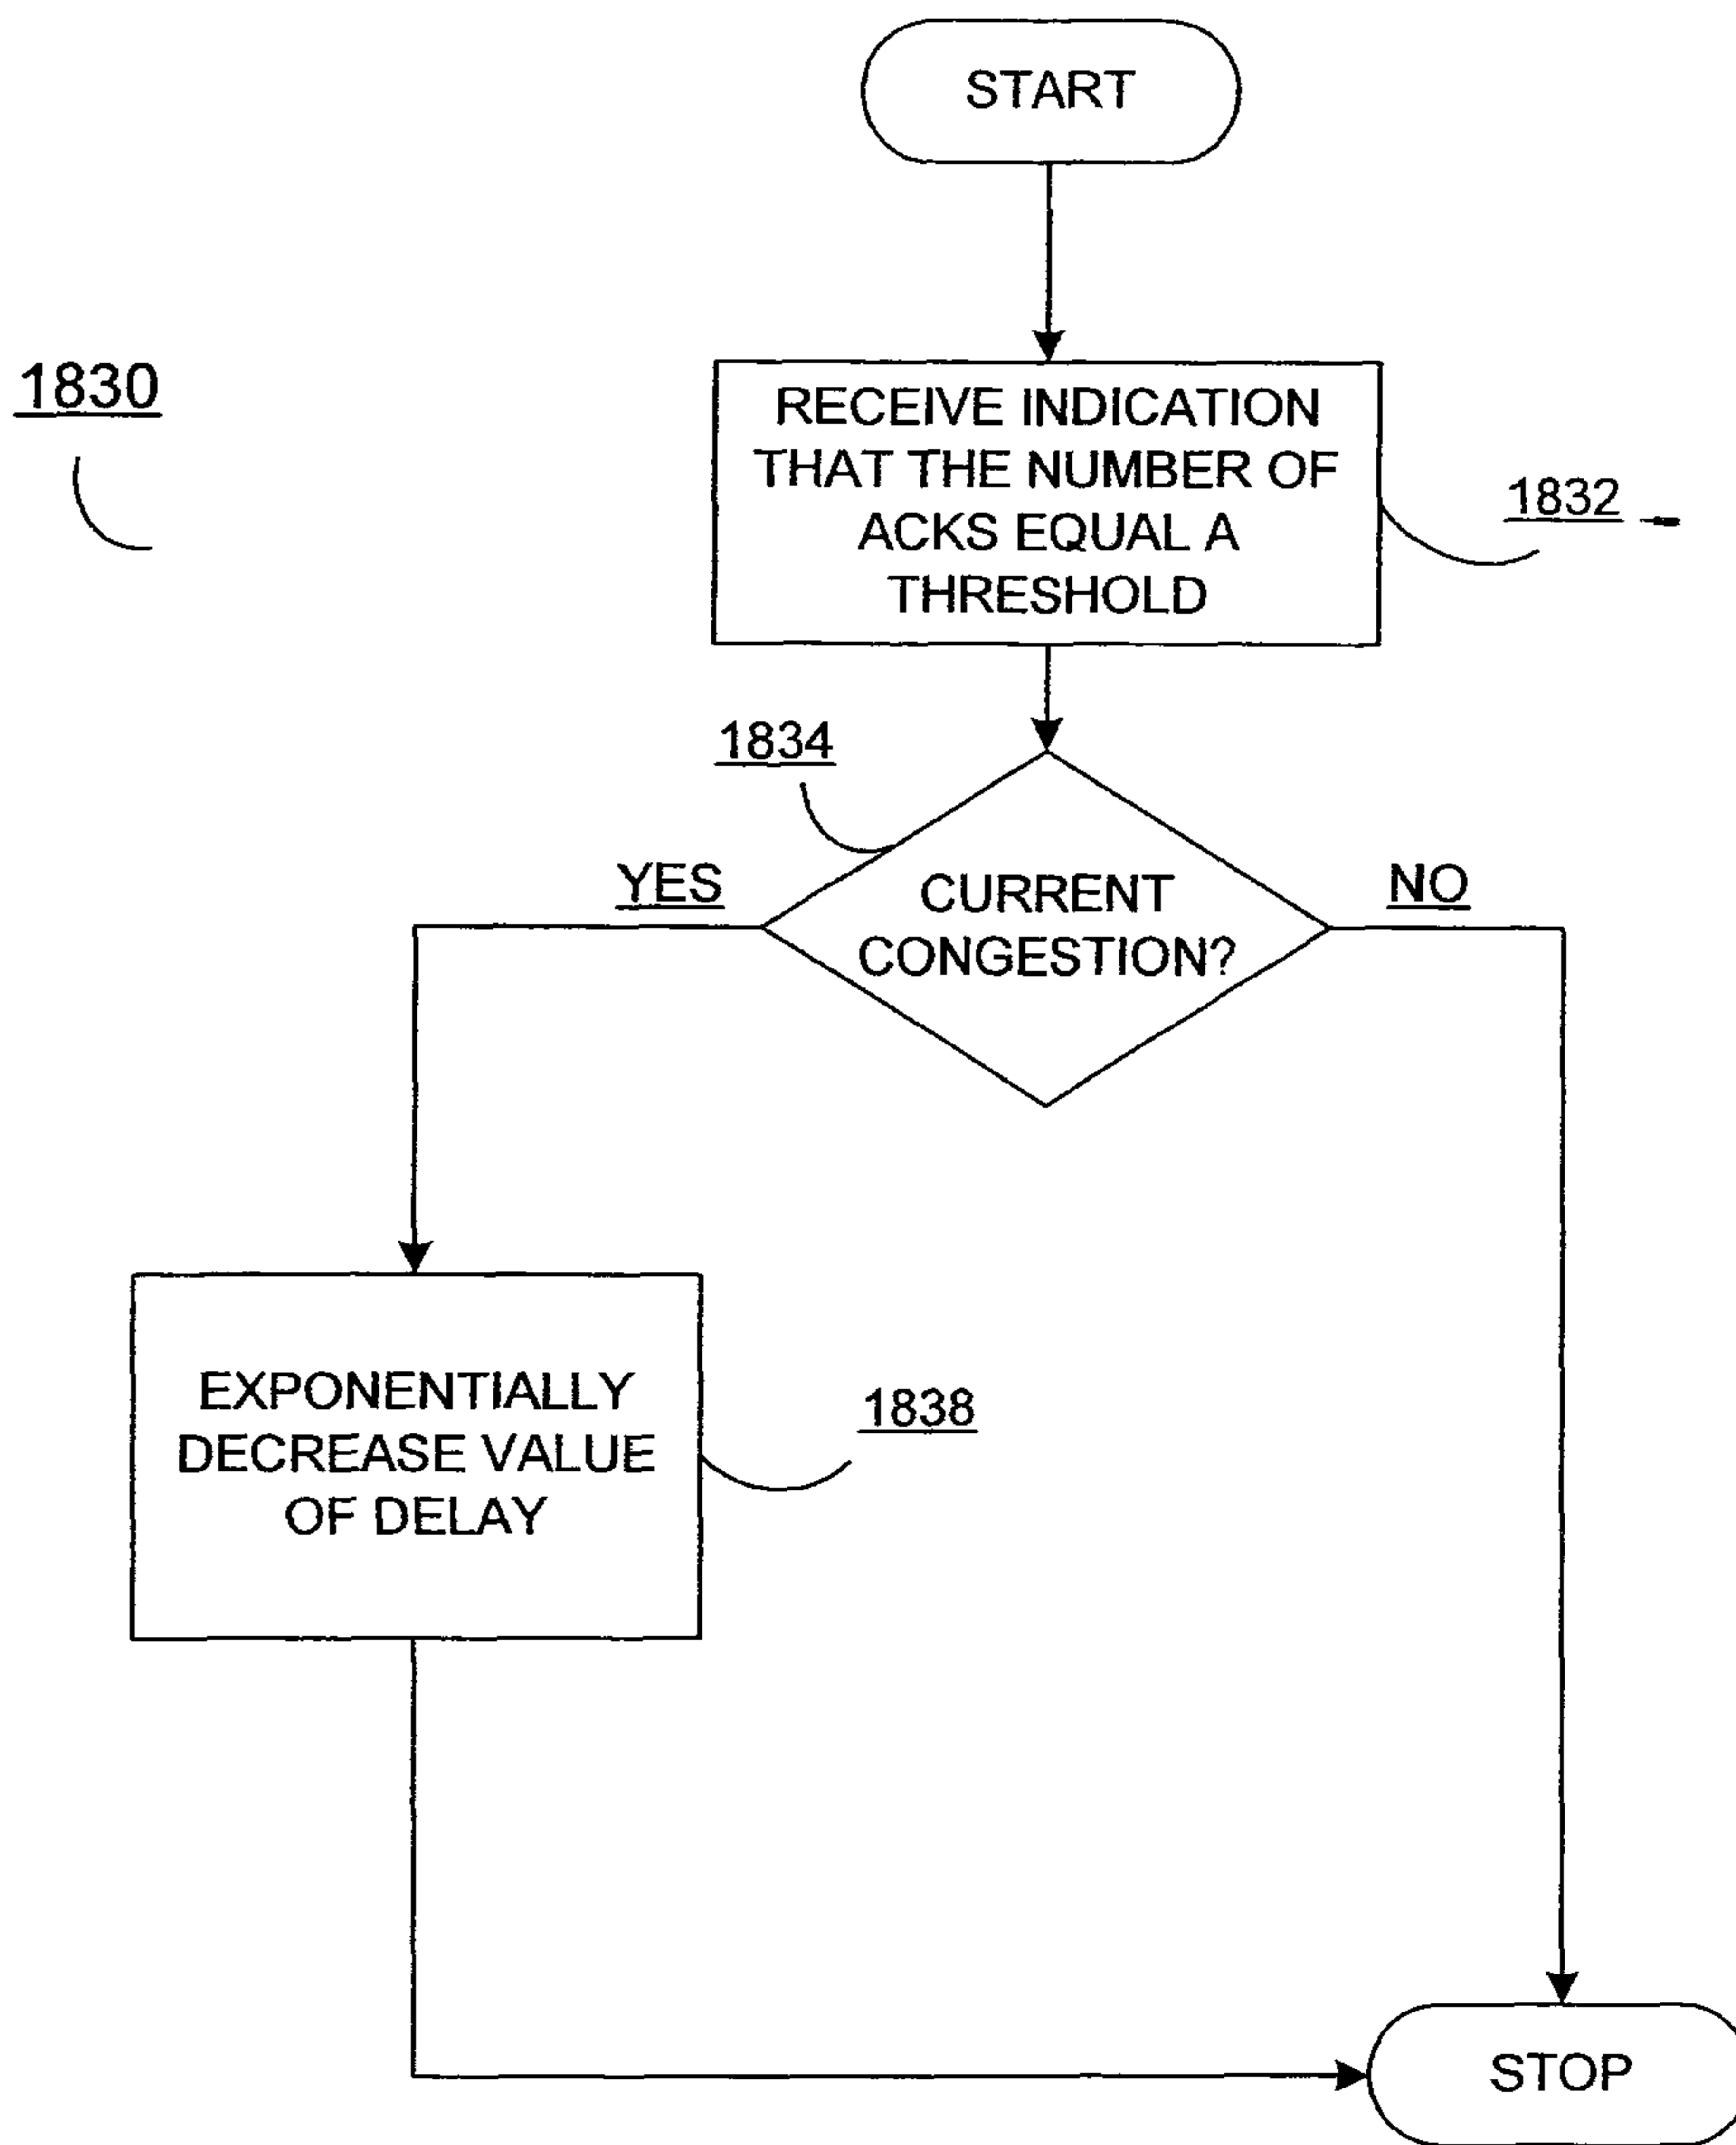 START
1830
RECEIVE INDICATION
THAT THE NUMBER OF
ACKS EQUAL A
THRESHOLD
1832
1834
YES
CURRENT
CONGESTION?
NO
EXPONENTIALLY
DECREASE VALUE
OF DELAY
1838
STOP